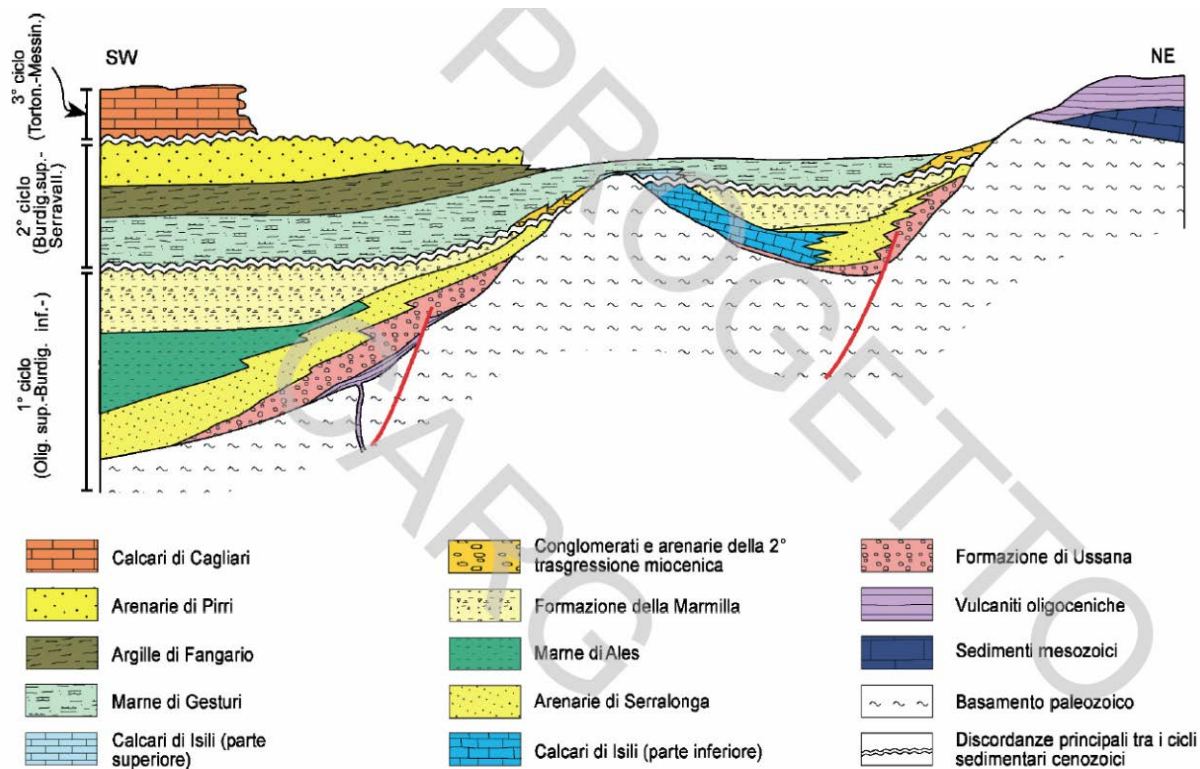 SW
NE
3° ciclo
(Torton.-Messin.)
2° ciclo
(Burdig.sup.-
Serravall.)
1° ciclo
(Olig. sup.-Burdig. inf.-)
PROGETTO
CARG
Calcari di Cagliari
Arenarie di Pirri
Argille di Fangario
Marne di Gesturi
Calcari di Isili (parte
superiore)
Conglomerati e arenarie della 2°
trasgressione miocenica
Formazione della Marmilla
Marne di Ales
Arenarie di Serralonga
Calcari di Isili (parte inferiore)
Formazione di Ussana
Vulcaniti oligoceniche
Sedimenti mesozoici
Basamento paleozoico
Discordanze principali tra i cicli
sedimentari cenozoici